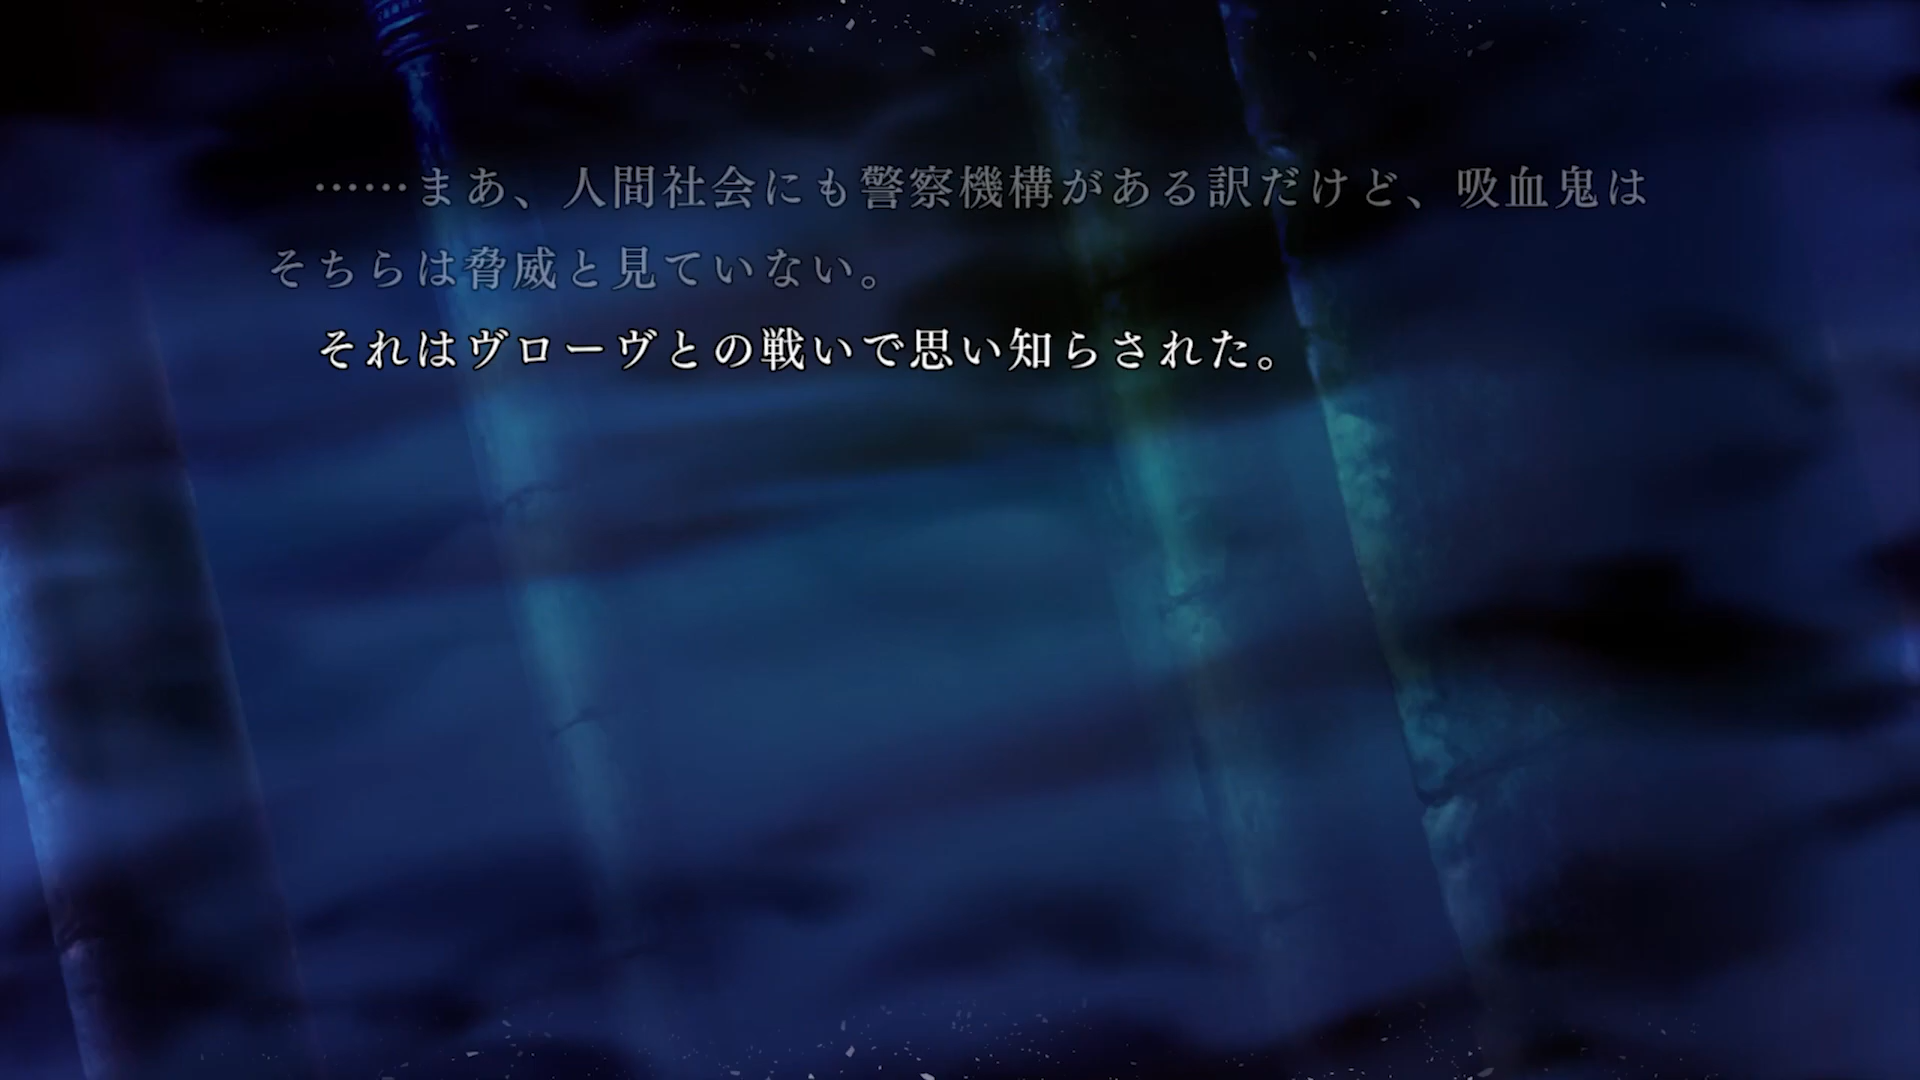 ……まあ、人間社会にも警察機構がある訳だけど、吸血鬼は
そちらは脅威と見ていない。
それはヴローヴとの戦いで思い知らされた。